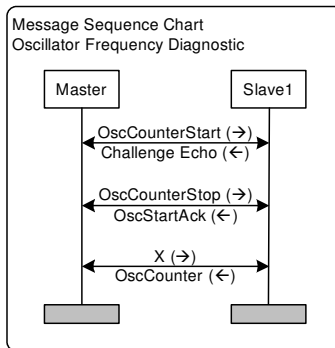 Message Sequence Chart
Oscillator Frequency Diagnostic
Master
Slave1
OscCounterStart (→)
Challenge Echo (←)
OscCounterStop (→)
OscStartAck (←)
X (→)
OscCounter (←)